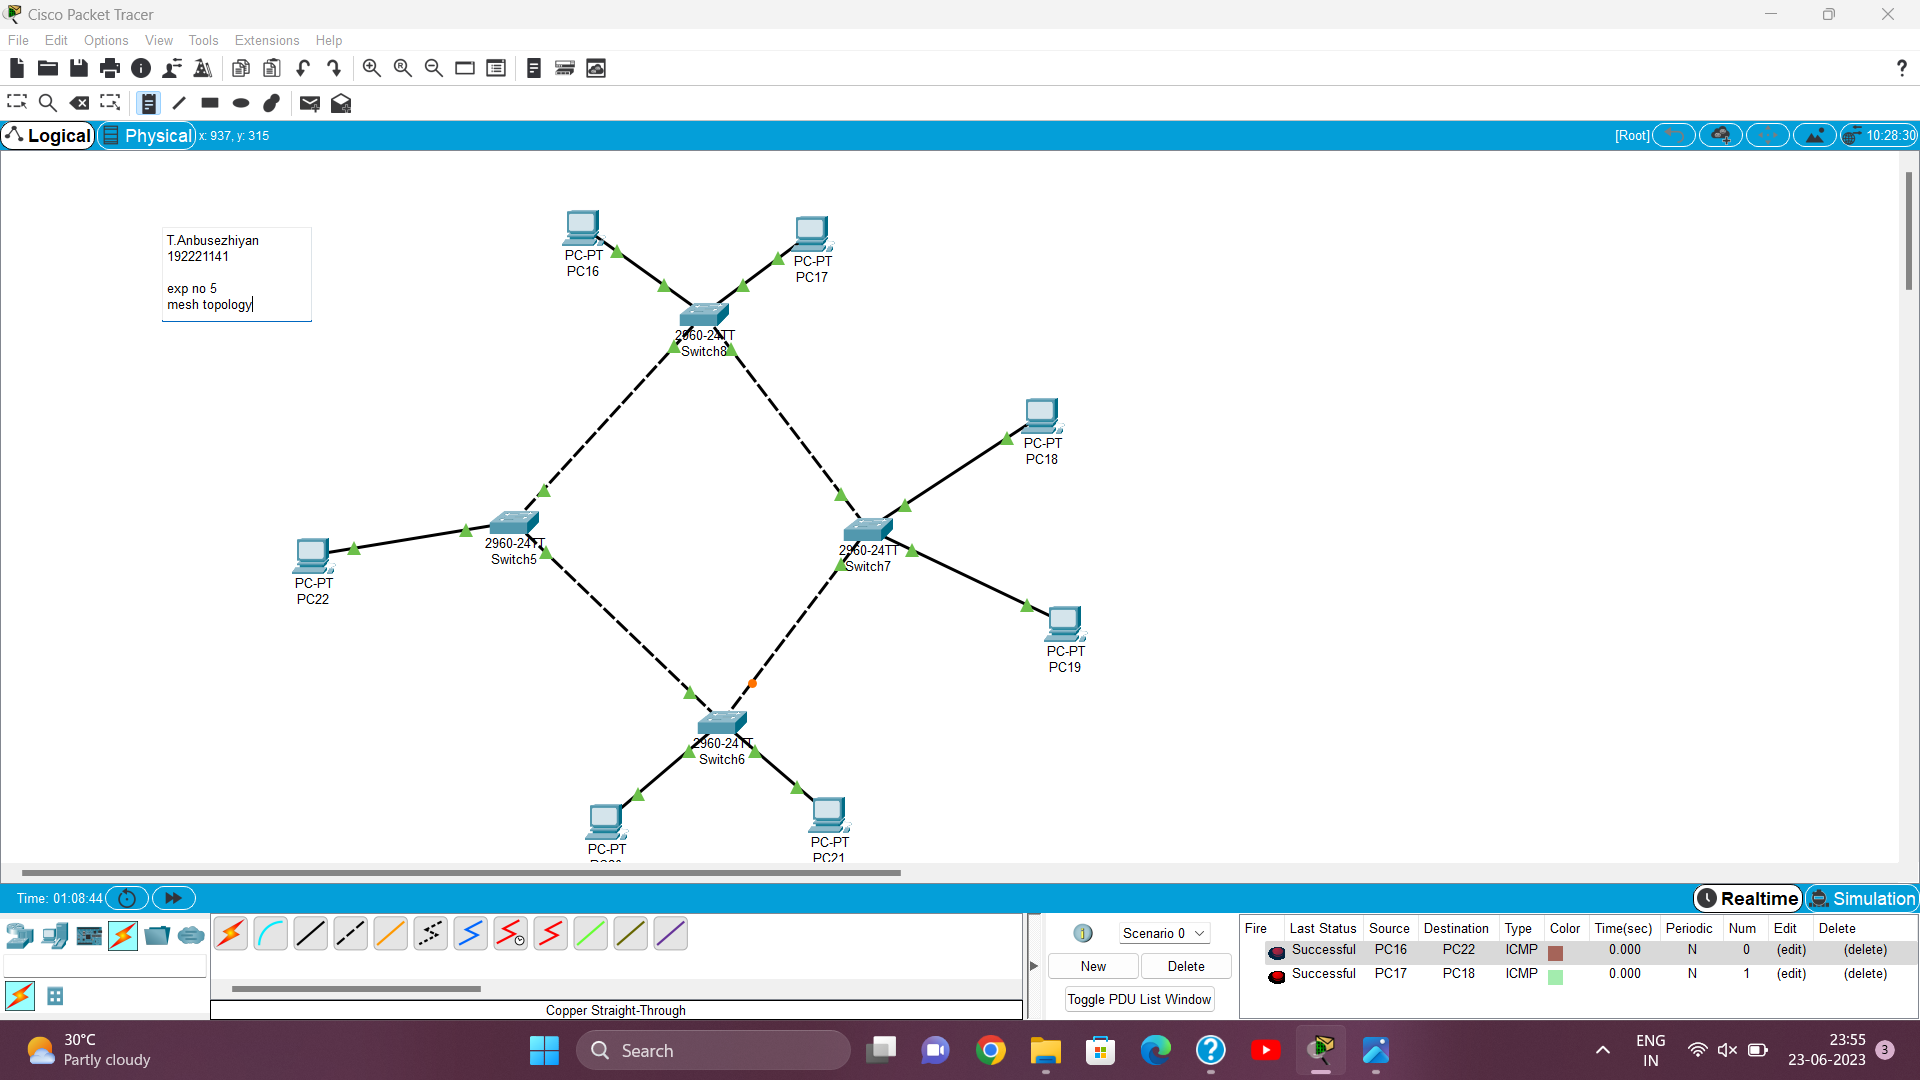 Cisco Packet Tracer
File Edit Options View Tools Extensions Help
Logical Physical x: 937, y: 315 [Root] 10:28:30
T.Anbusezhiyan
192221141
exp no 5
mesh topology
PC-PT
PC16
PC-PT
PC17
2960-24TT
Switch8
PC-PT
PC18
2960-24TT
Switch5
2960-24TT
Switch7
PC-PT
PC22
PC-PT
PC19
2960-24TT
Switch6
PC-PT
PC-PT
PC21
Time: 01:08:44 Realtime Simulation
Scenario 0
New Delete
Toggle PDU List Window
Copper Straight-Through
Fire Last Status Source Destination Type Color Time(sec) Periodic Num Edit Delete
Successful PC16 PC22 ICMP 0.000 N 0 (edit) (delete)
Successful PC17 PC18 ICMP 0.000 N 1 (edit) (delete)
30°C
Partly cloudy
Search
ENG
IN
23:55
23-06-2023
3